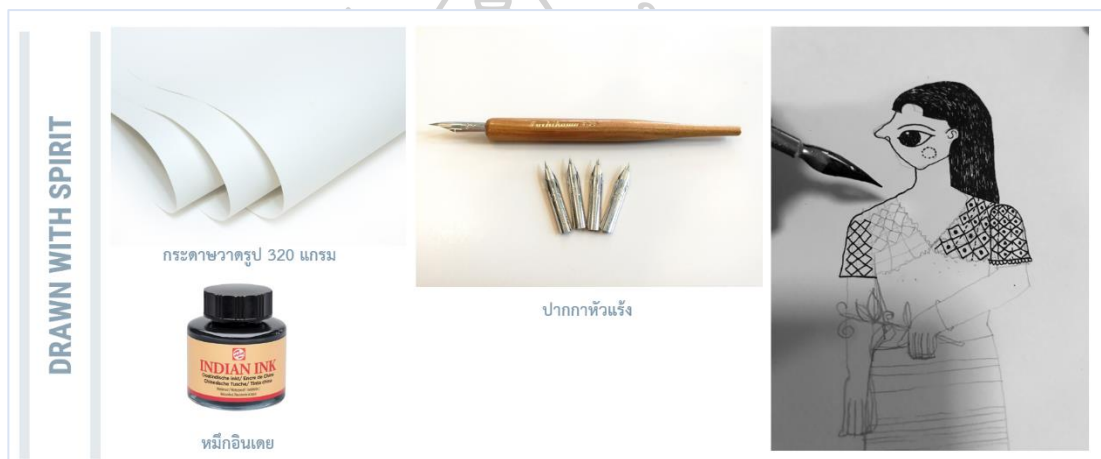 DRAWN WITH SPIRIT
กระดาษวาดรูป 320 แกรม
ปากกาหัวแร้ง
INDIAN INK
หมึกอินเดย